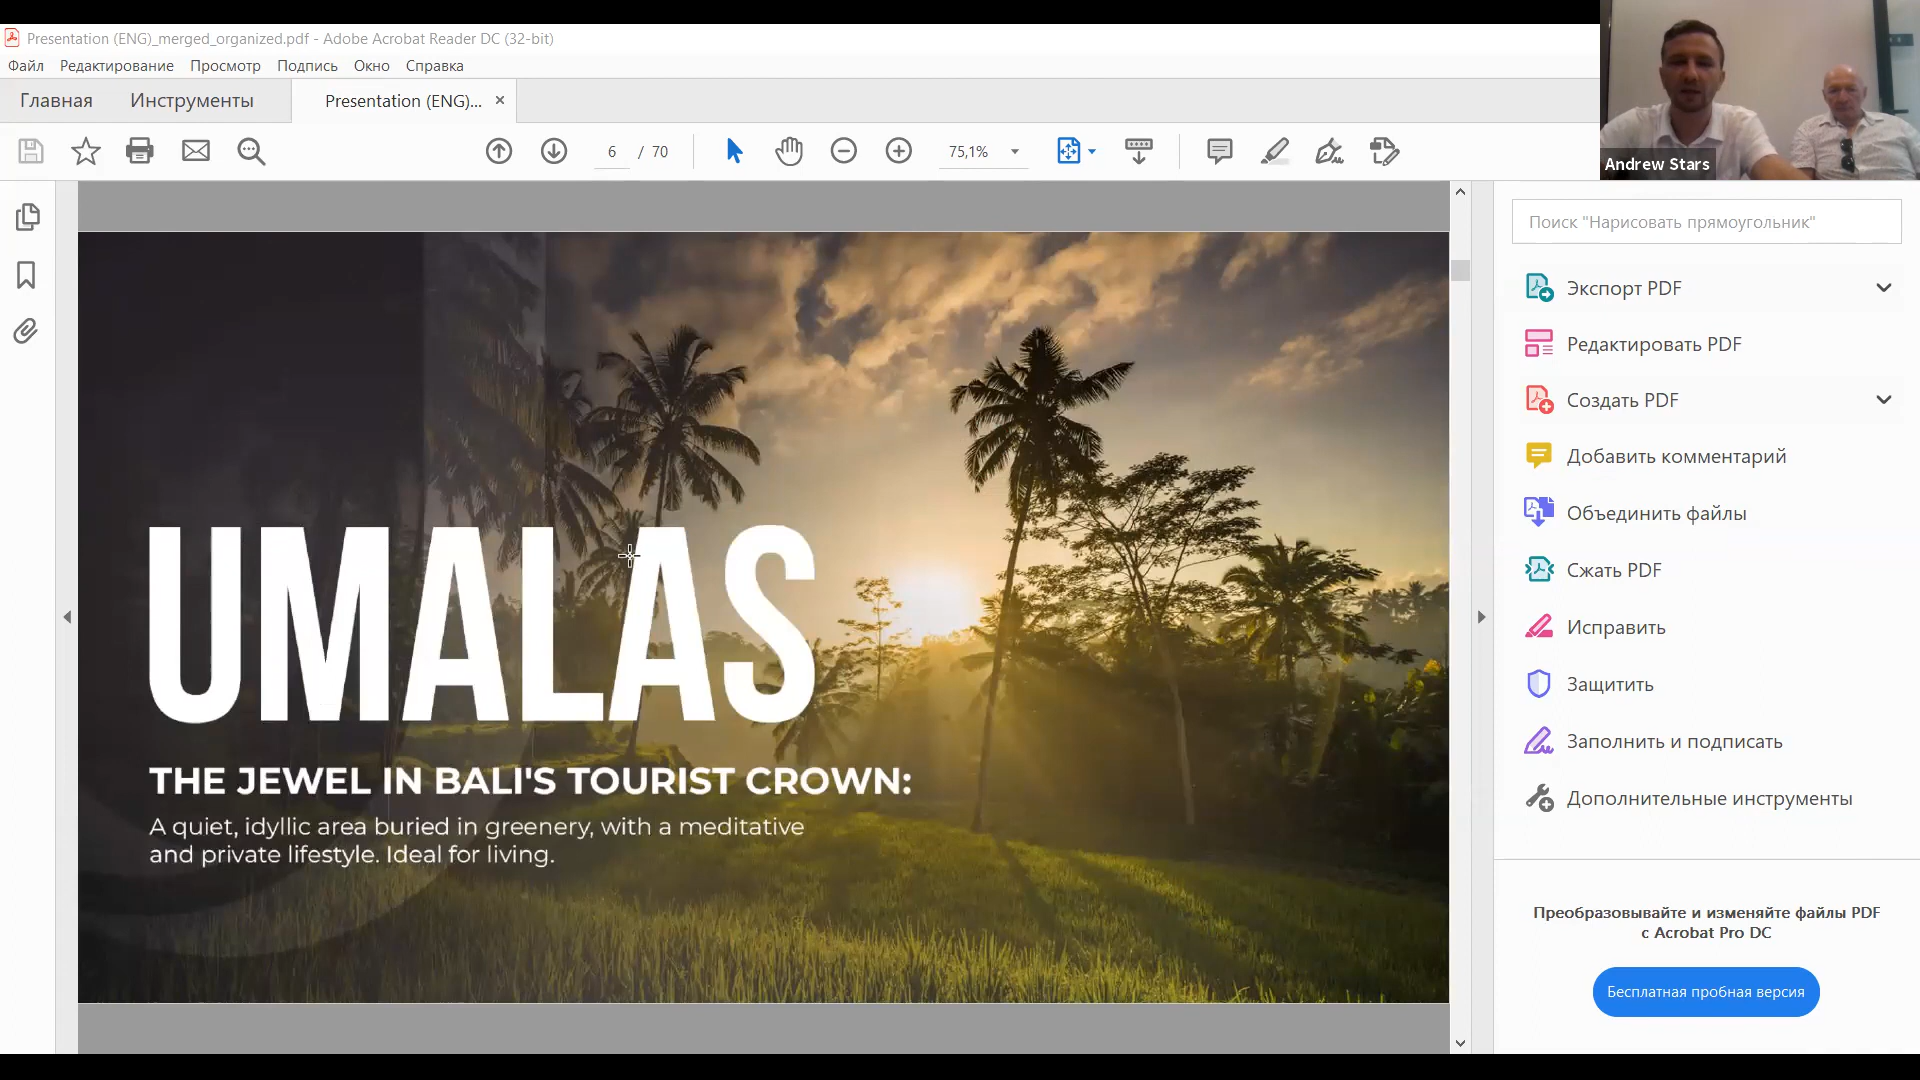 Presentation (ENG)_merged_organized.pdf - Adobe Acrobat Reader DC (32-bit)
Файл Редактирование Просмотр Подпись Окно Справка
Главная Инструменты Presentation (ENG)...
6 / 70 75,1%
Andrew Stars
Поиск "Нарисовать прямоугольник"
Экспорт PDF
Редактировать PDF
Создать PDF
Добавить комментарий
Объединить файлы
Сжать PDF
Исправить
Защитить
Заполнить и подписать
Дополнительные инструменты
Преобразовывайте и изменяйте файлы PDF
с Acrobat Pro DC
Бесплатная пробная версия
UMALAS
THE JEWEL IN BALI'S TOURIST CROWN:
A quiet, idyllic area buried in greenery, with a meditative
and private lifestyle. Ideal for living.